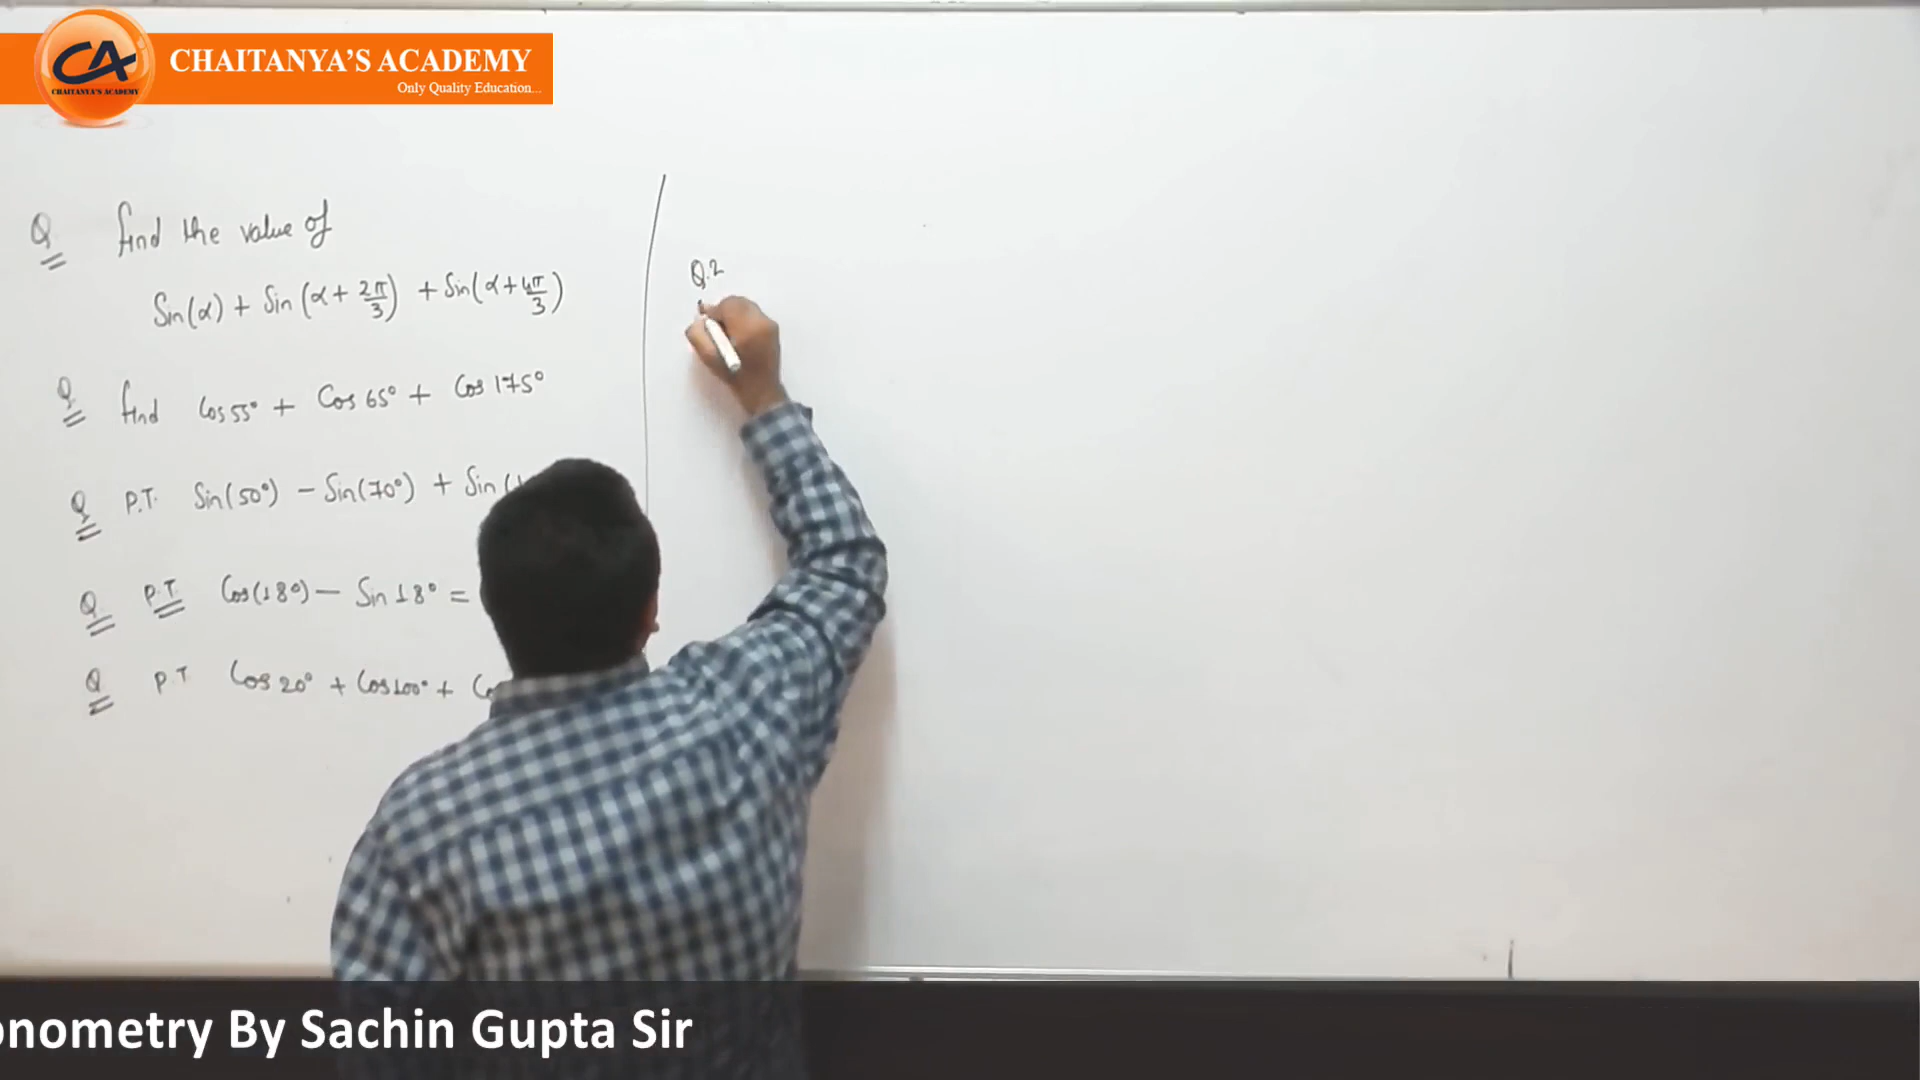 CA
CHAITANYA'S ACADEMY
CHAITANYA'S ACADEMY
Only Quality Education...
Q find the value of
Sin(α) + Sin (α + 2π/3) + Sin(α + 4π/3)
Q find Cos 55° + Cos 65° + Cos 175°
Q P.T. Sin(50°) - Sin(70°) + Sin(
Q P.T. Cos(18°) - Sin 18° =
Q P.T Cos 20° + Cos 100° +
Q.2
onometry By Sachin Gupta Sir